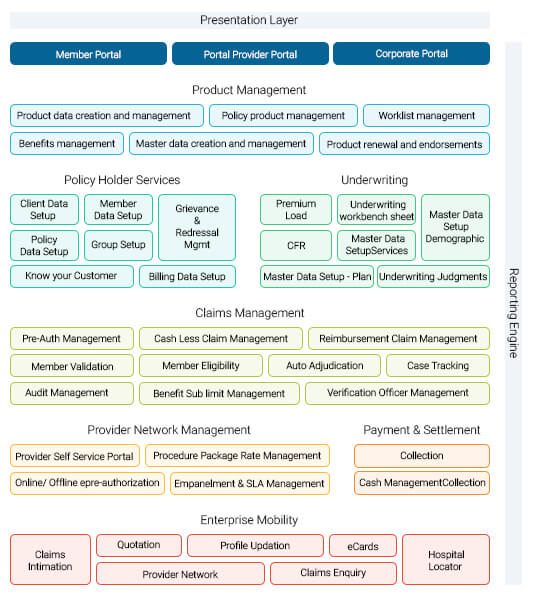 Presentation Layer
Member Portal
Portal Provider Portal
Corporate Portal
Product Management
Product data creation and management
Policy product management
Worklist management
Benefits management
Master data creation and management
Product renewal and endorsements
Policy Holder Services
Client Data
Setup
Member
Data Setup
Grievance
&
Redressal
Mgmt
Policy
Data Setup
Group Setup
Know your Customer
Billing Data Setup
Underwriting
Premium
Load
Underwriting
workbench sheet
Master Data
Setup
Demographic
CFR
Master Data
SetupServices
Master Data Setup - Plan
Underwriting Judgments
Claims Management
Pre-Auth Management
Cash Less Claim Management
Reimbursement Claim Management
Member Validation
Member Eligibility
Auto Adjudication
Case Tracking
Audit Management
Benefit Sub limit Management
Verification Officer Management
Provider Network Management
Provider Self Service Portal
Procedure Package Rate Management
Online/ Offline epre-authorization
Empanelment & SLA Management
Payment & Settlement
Collection
Cash ManagementCollection
Enterprise Mobility
Claims
Intimation
Quotation
Profile Updation
eCards
Hospital
Locator
Provider Network
Claims Enquiry
Reporting Engine